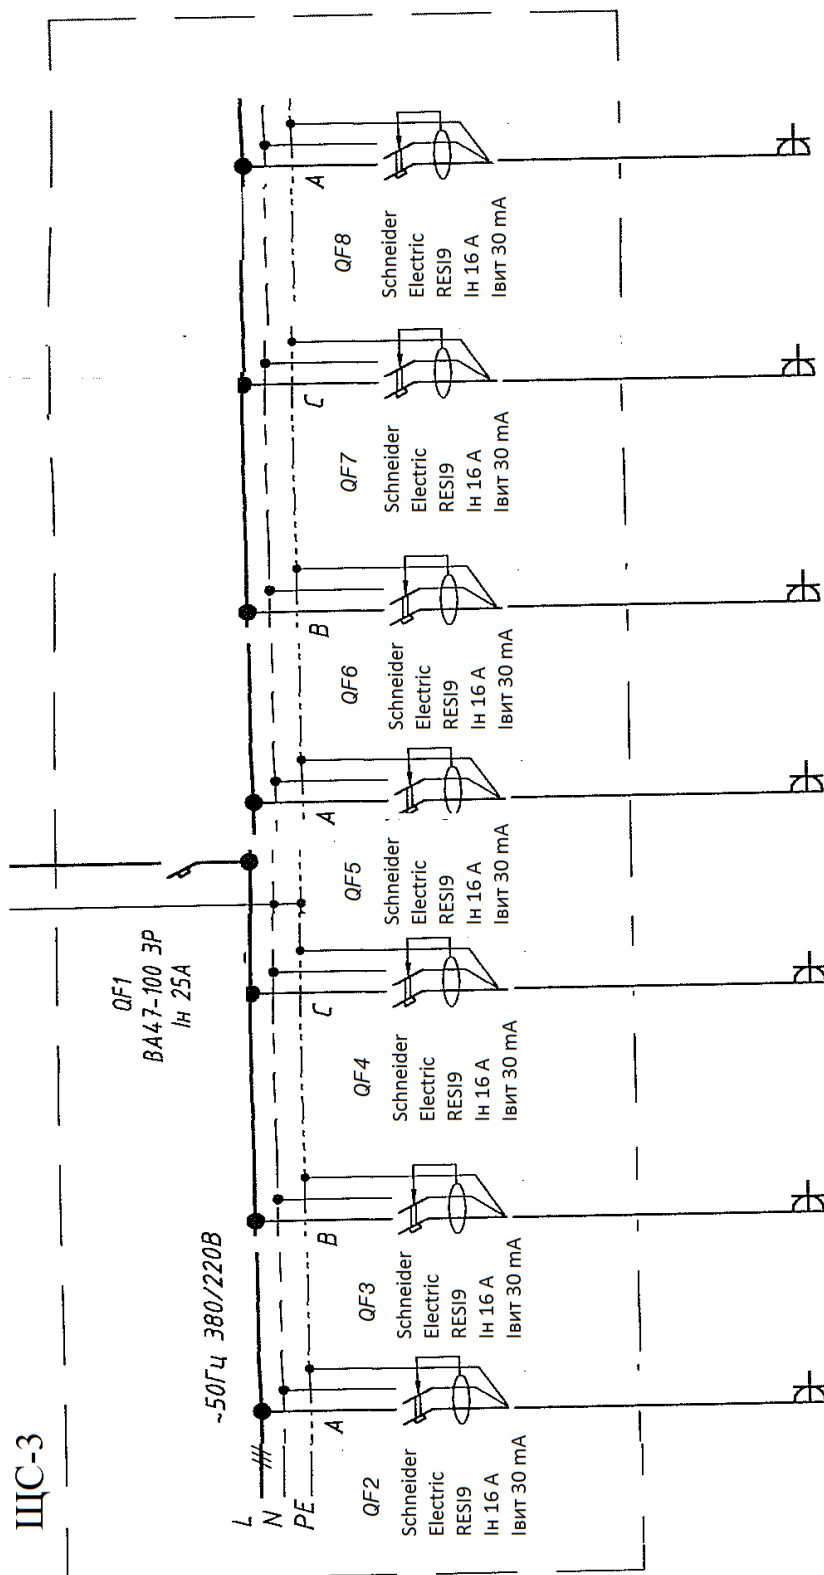 ЩС-3
~50Гц 380/220В
QF1
ВА47-100 3Р
Iн 25А
L
N
PE
A
B
C
A
B
C
A
QF2
Schneider
Electric
RESI9
Iн 16 А
Iвит 30 mA
QF3
Schneider
Electric
RESI9
Iн 16 А
Iвит 30 mA
QF4
Schneider
Electric
RESI9
Iн 16 А
Iвит 30 mA
QF5
Schneider
Electric
RESI9
Iн 16 А
Iвит 30 mA
QF6
Schneider
Electric
RESI9
Iн 16 А
Iвит 30 mA
QF7
Schneider
Electric
RESI9
Iн 16 А
Iвит 30 mA
QF8
Schneider
Electric
RESI9
Iн 16 А
Iвит 30 mA